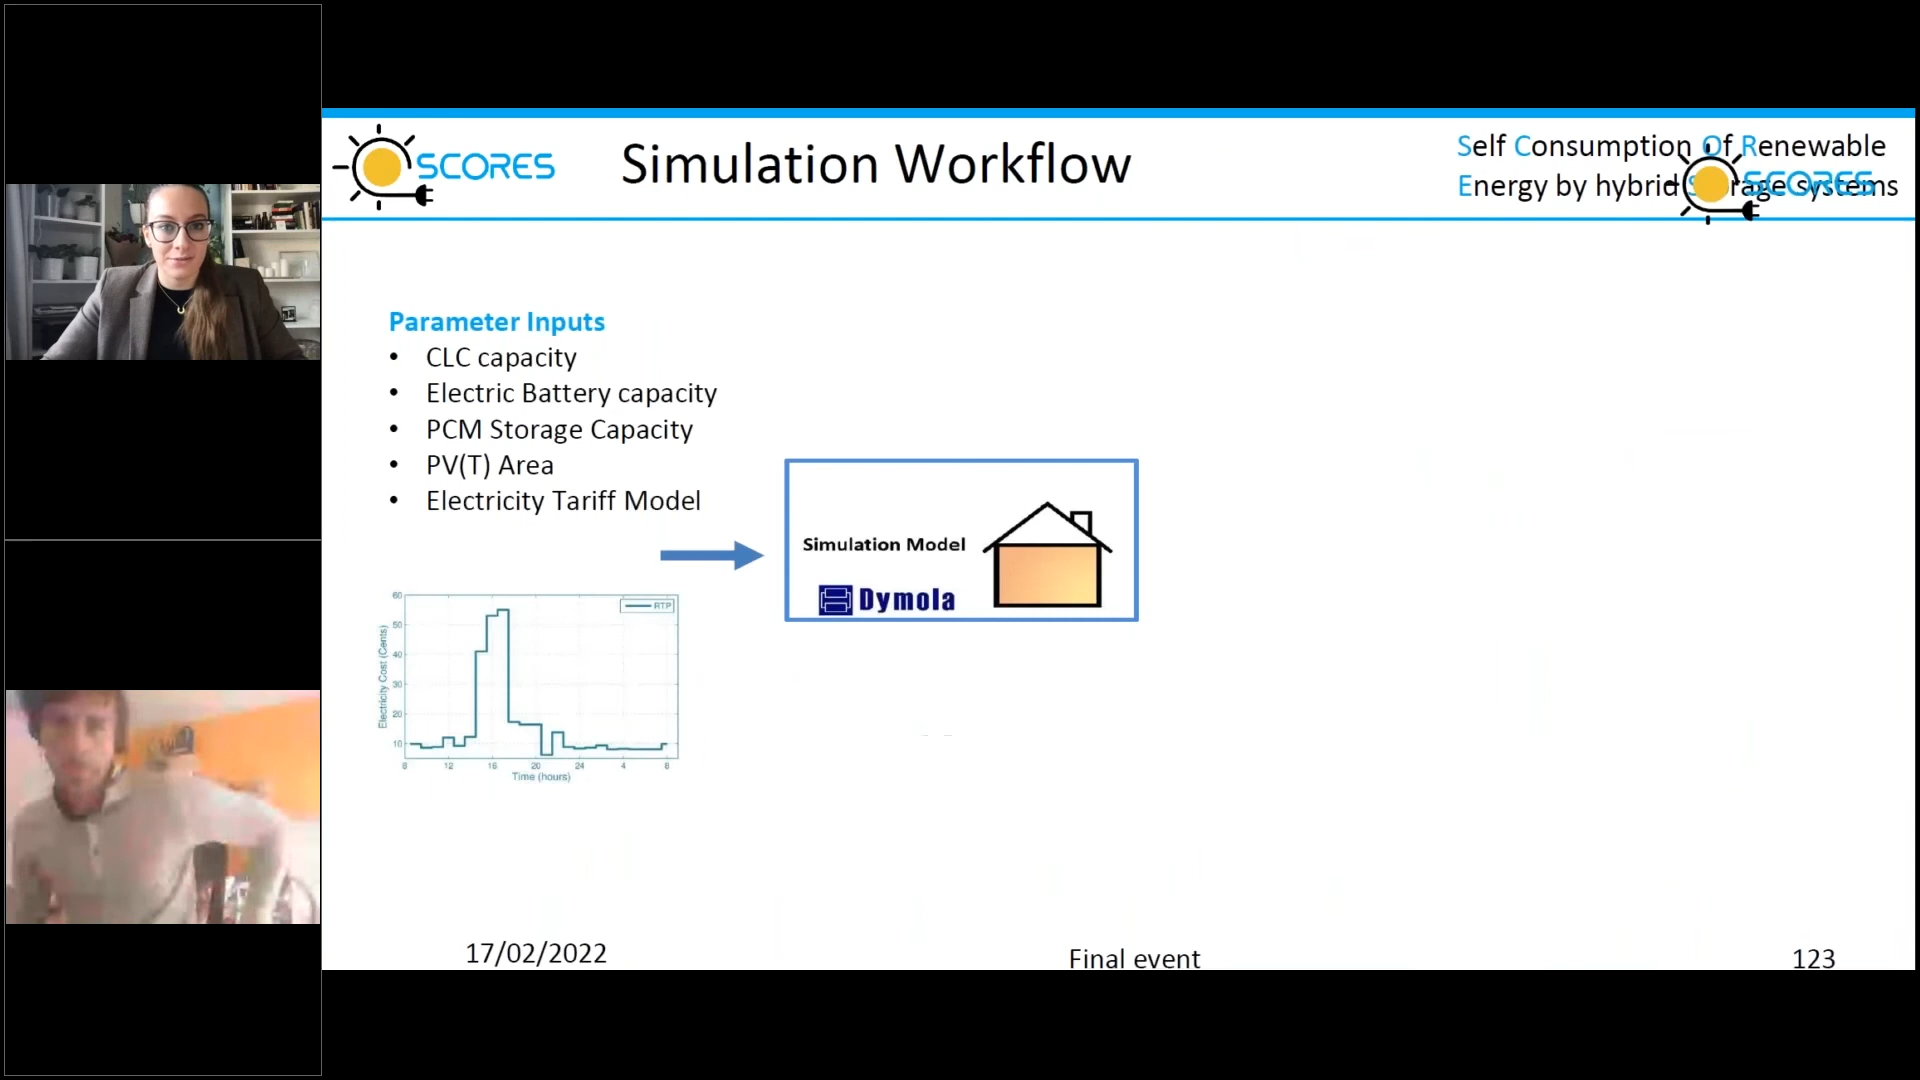 SCORES
Simulation Workflow
Self Consumption Of Renewable
Energy by hybrid systems
SCORES
Parameter Inputs
• CLC capacity
• Electric Battery capacity
• PCM Storage Capacity
• PV(T) Area
• Electricity Tariff Model
Simulation Model
Dymola
RTP
Electricity Cost (Cents)
60
50
40
30
20
10
8 12 16 20 24 4 8
Time (hours)
17/02/2022
Final event
123